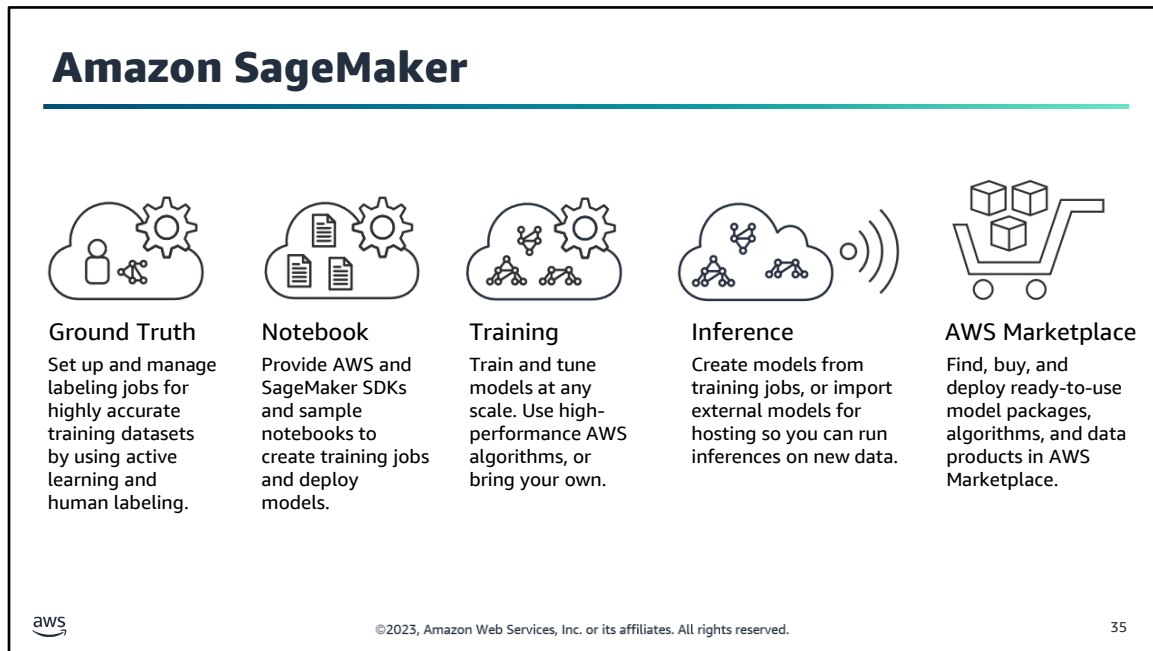 Amazon SageMaker
Ground Truth
Set up and manage
labeling jobs for
highly accurate
training datasets
by using active
learning and
human labeling.
Notebook
Provide AWS and
SageMaker SDKs
and sample
notebooks to
create training jobs
and deploy
models.
Training
Train and tune
models at any
scale. Use high-
performance AWS
algorithms, or
bring your own.
Inference
Create models from
training jobs, or import
external models for
hosting so you can run
inferences on new data.
AWS Marketplace
Find, buy, and
deploy ready-to-use
model packages,
algorithms, and data
products in AWS
Marketplace.
aws
©2023, Amazon Web Services, Inc. or its affiliates. All rights reserved.
35